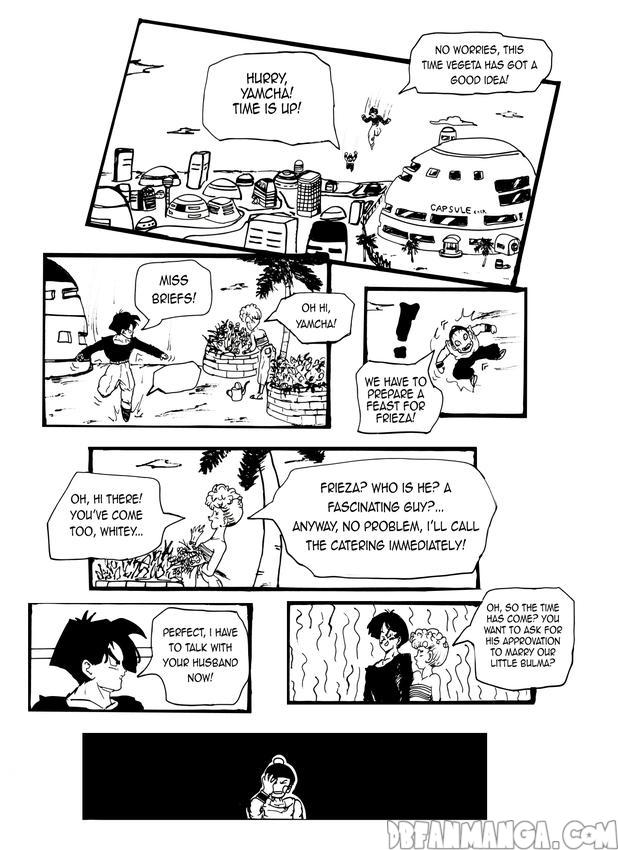 NO WORRIES, THIS
TIME VEGETA HAS GOT A
GOOD IDEA!
HURRY,
YAMCHA!
TIME IS UP!
CAPSULE
MISS
BRIEFS!
OH HI,
YAMCHA!
!
WE HAVE TO
PREPARE A
FEAST FOR
FRIEZA!
OH, HI THERE!
YOU'VE COME
TOO, WHITEY...
FRIEZA? WHO IS HE? A
FASCINATING GUY?...
ANYWAY, NO PROBLEM, I'LL CALL
THE CATERING IMMEDIATELY!
PERFECT, I HAVE
TO TALK WITH
YOUR HUSBAND
NOW!
OH, SO THE TIME
HAS COME? YOU
WANT TO ASK FOR
HIS APPROVATION
TO MARRY OUR
LITTLE BULMA?
DBFANMANGA.COM